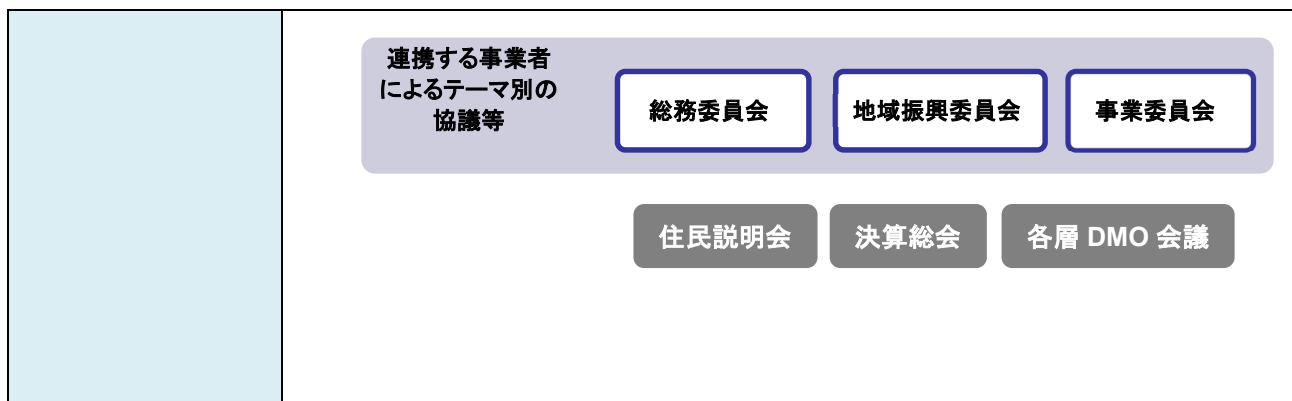 連携する事業者
によるテーマ別の
協議等
総務委員会
地域振興委員会
事業委員会
住民説明会
決算総会
各層 DMO 会議